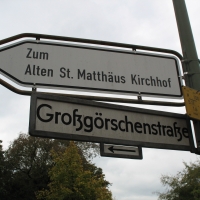 Zum
Alten St. Matthäus Kirchhof
Großgörschenstraße